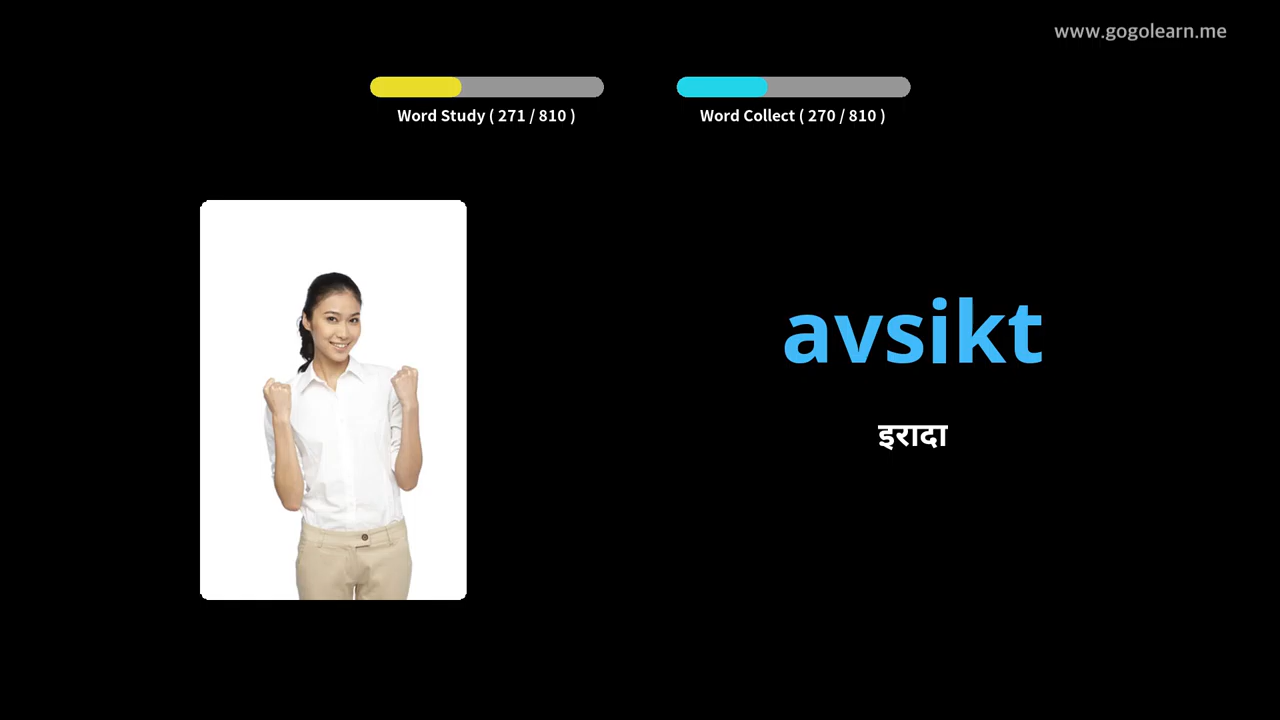 www.gogolearn.me
Word Study ( 271 / 810 )
Word Collect ( 270 / 810 )
avsikt
इरादा